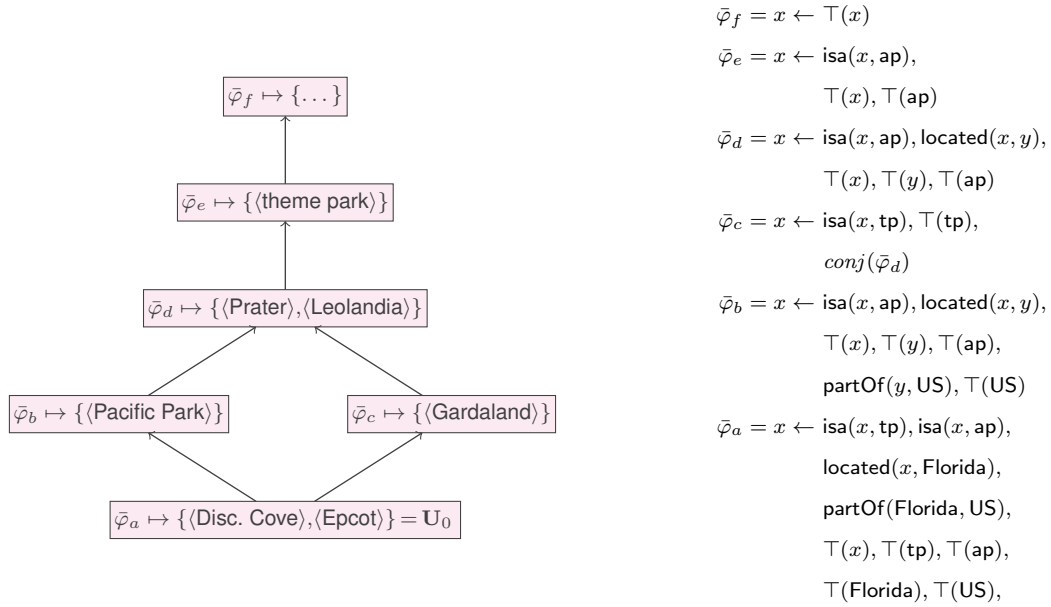 φ̄_f ↦ {...}
φ̄_e ↦ {⟨theme park⟩}
φ̄_d ↦ {⟨Prater⟩,⟨Leolandia⟩}
φ̄_b ↦ {⟨Pacific Park⟩}
φ̄_c ↦ {⟨Gardaland⟩}
φ̄_a ↦ {⟨Disc. Cove⟩,⟨Epcot⟩} = U_0
φ̄_f = x ← ⊤(x)
φ̄_e = x ← isa(x, ap),
⊤(x), ⊤(ap)
φ̄_d = x ← isa(x, ap), located(x, y),
⊤(x), ⊤(y), ⊤(ap)
φ̄_c = x ← isa(x, tp), ⊤(tp),
conj(φ̄_d)
φ̄_b = x ← isa(x, ap), located(x, y),
⊤(x), ⊤(y), ⊤(ap),
partOf(y, US), ⊤(US)
φ̄_a = x ← isa(x, tp), isa(x, ap),
located(x, Florida),
partOf(Florida, US),
⊤(x), ⊤(tp), ⊤(ap),
⊤(Florida), ⊤(US),